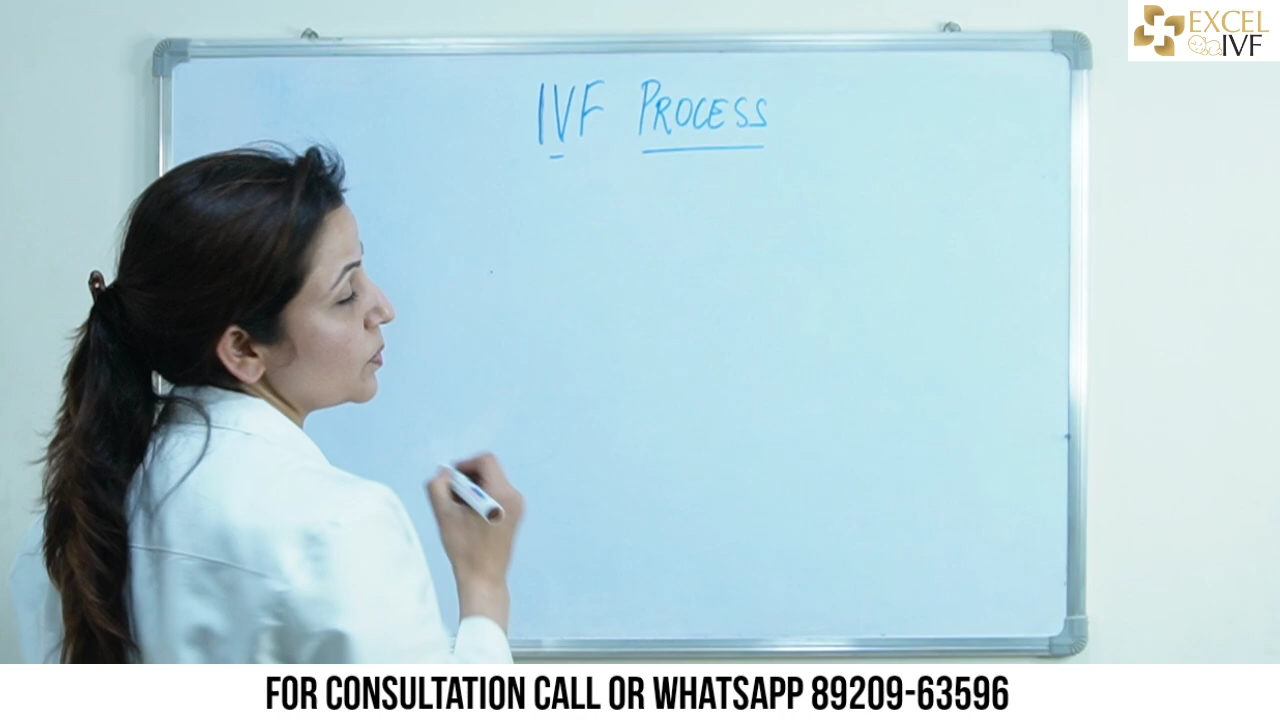 EXCEL
IVF
IVF PROCESS
FOR CONSULTATION CALL OR WHATSAPP 89209-63596